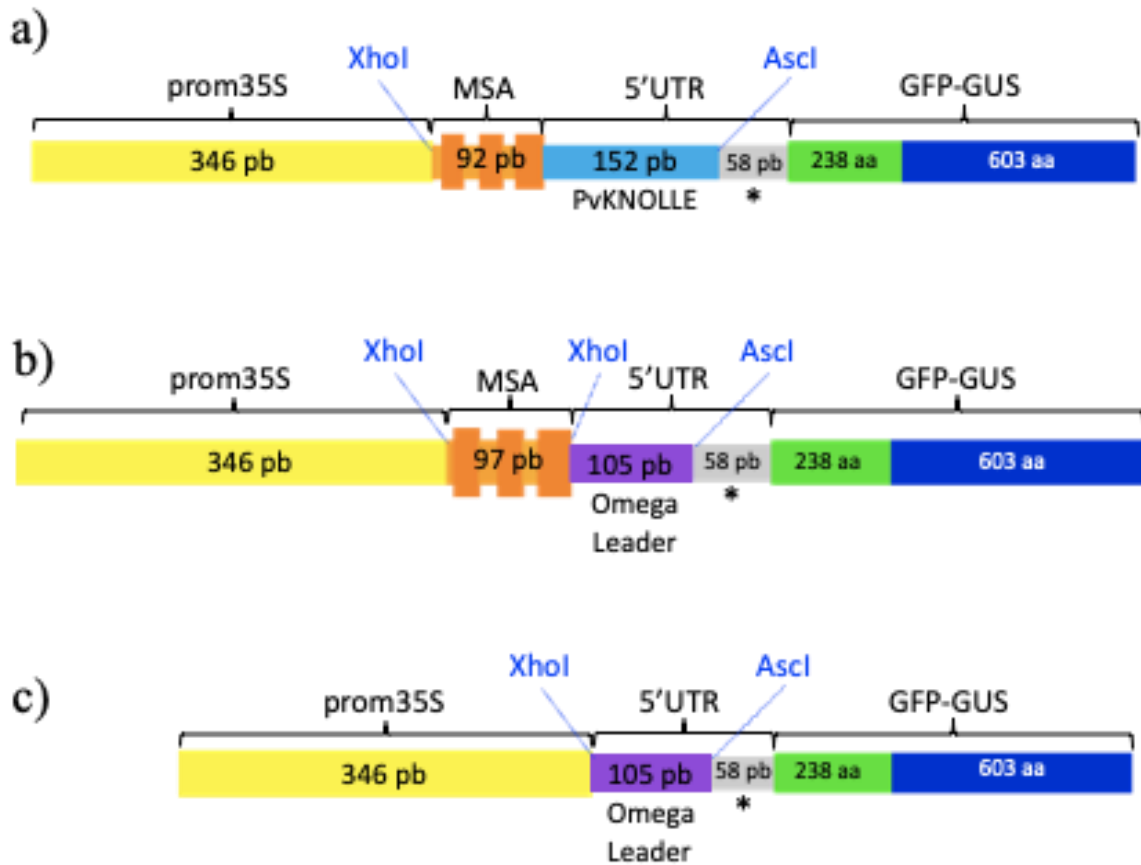 a)
XhoI AscI
prom35S MSA 5'UTR GFP-GUS
346 pb 92 pb 152 pb 58 pb 238 aa 603 aa
PvKNOLLE *
b)
XhoI XhoI AscI
prom35S MSA 5'UTR GFP-GUS
346 pb 97 pb 105 pb 58 pb 238 aa 603 aa
Omega *
Leader
c)
XhoI AscI
prom35S 5'UTR GFP-GUS
346 pb 105 pb 58 pb 238 aa 603 aa
Omega *
Leader